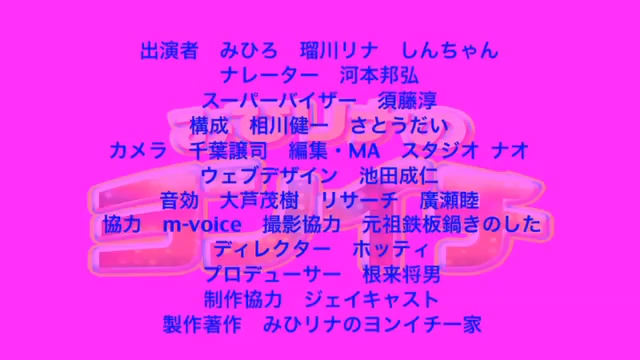 出演者　みひろ　瑠川リナ　しんちゃん
ナレーター　河本邦弘
スーパーバイザー　須藤淳
構成　相川健一　さとうだい
カメラ　千葉譲司　編集・MA　スタジオ ナオ
ウェブデザイン　池田成仁
音効　大芦茂樹　リサーチ　廣瀬睦
協力　m-voice　撮影協力　元祖鉄板鍋きのした
ディレクター　ホッティ
プロデューサー　根来将男
制作協力　ジェイキャスト
製作著作　みひリナのヨンイチ一家